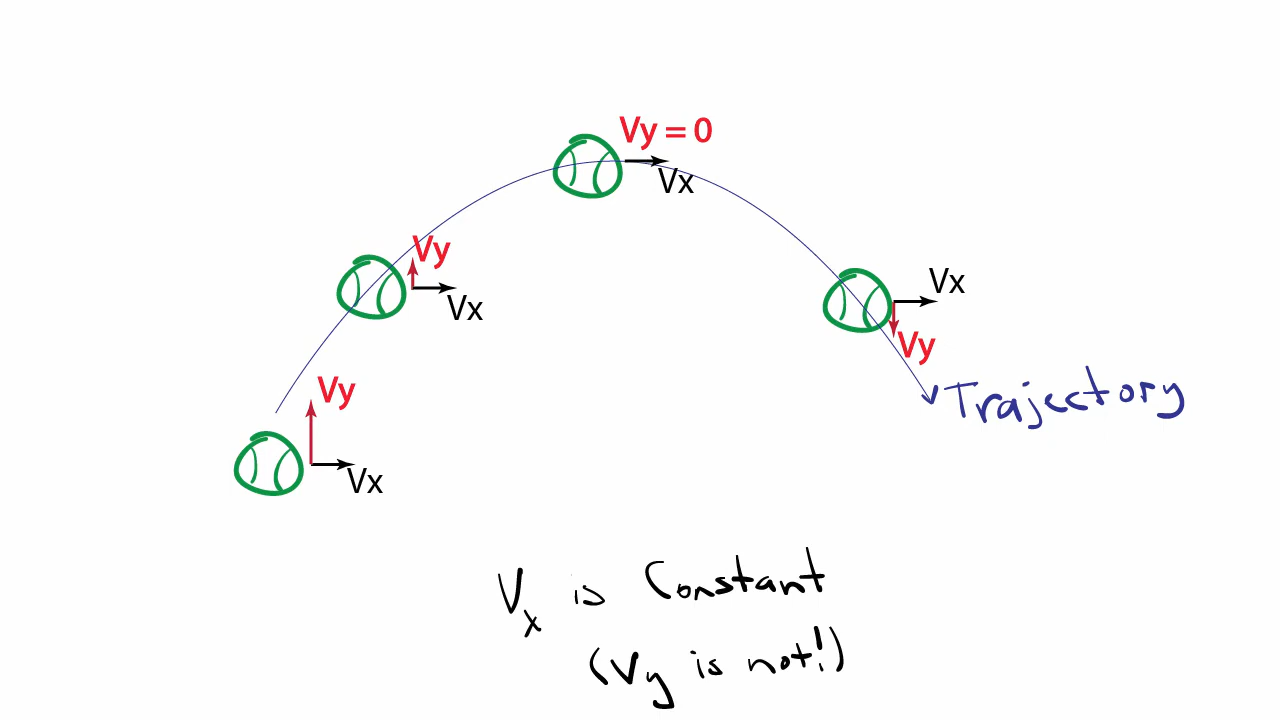 Vy = 0
Vx
Vy
Vx
Vx
Vy
Trajectory
Vy
Vx
Vx is Constant
(Vy is not!)